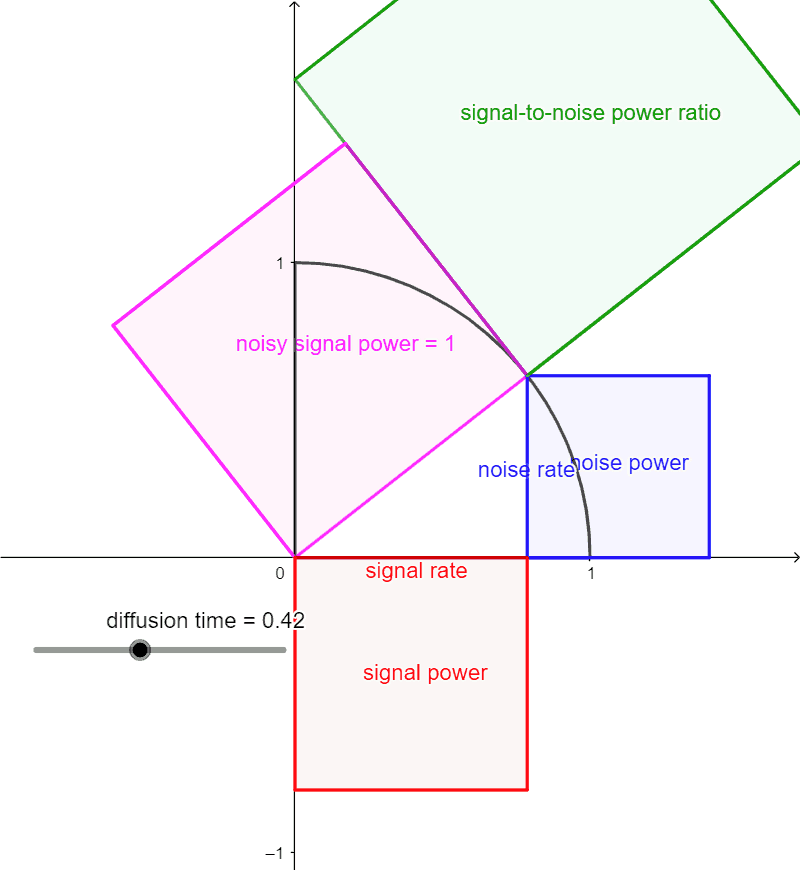 signal-to-noise power ratio
1
noisy signal power = 1
noise rate
noise power
0
1
signal rate
diffusion time = 0.42
signal power
–1